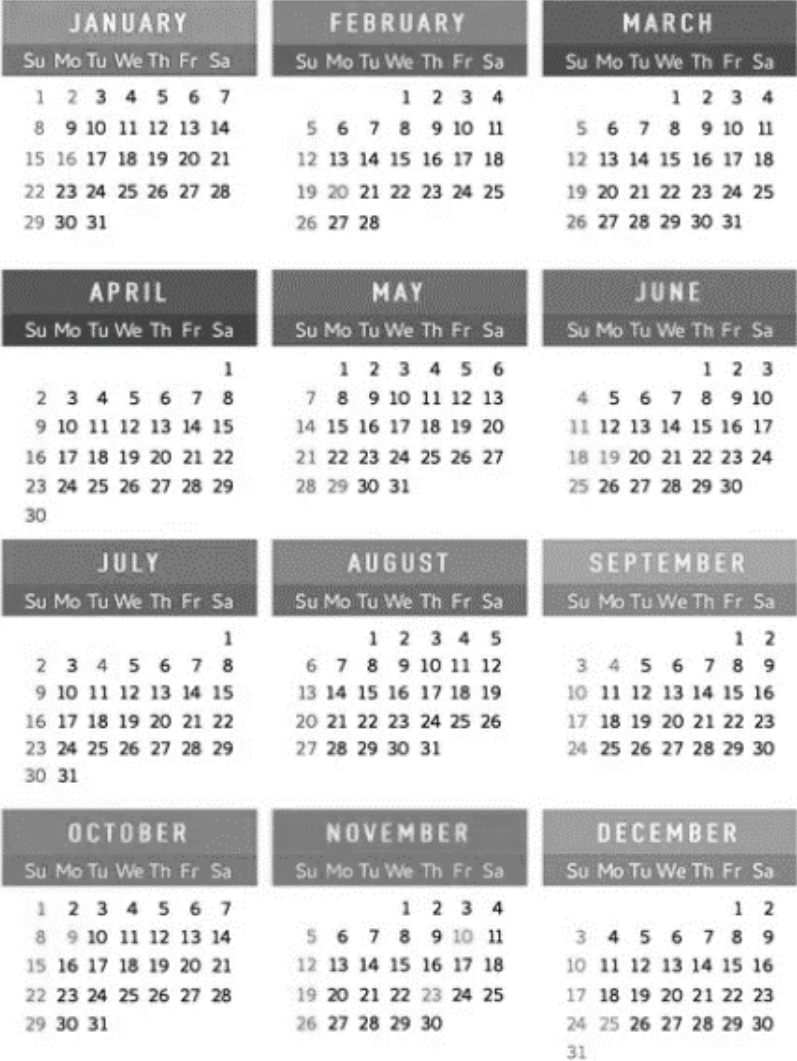 JANUARY
Su Mo Tu We Th Fr Sa
1 2 3 4 5 6 7
8 9 10 11 12 13 14
15 16 17 18 19 20 21
22 23 24 25 26 27 28
29 30 31
FEBRUARY
Su Mo Tu We Th Fr Sa
1 2 3 4
5 6 7 8 9 10 11
12 13 14 15 16 17 18
19 20 21 22 23 24 25
26 27 28
MARCH
Su Mo Tu We Th Fr Sa
1 2 3 4
5 6 7 8 9 10 11
12 13 14 15 16 17 18
19 20 21 22 23 24 25
26 27 28 29 30 31
APRIL
Su Mo Tu We Th Fr Sa
1
2 3 4 5 6 7 8
9 10 11 12 13 14 15
16 17 18 19 20 21 22
23 24 25 26 27 28 29
30
MAY
Su Mo Tu We Th Fr Sa
1 2 3 4 5 6
7 8 9 10 11 12 13
14 15 16 17 18 19 20
21 22 23 24 25 26 27
28 29 30 31
JUNE
Su Mo Tu We Th Fr Sa
1 2 3
4 5 6 7 8 9 10
11 12 13 14 15 16 17
18 19 20 21 22 23 24
25 26 27 28 29 30
JULY
Su Mo Tu We Th Fr Sa
1
2 3 4 5 6 7 8
9 10 11 12 13 14 15
16 17 18 19 20 21 22
23 24 25 26 27 28 29
30 31
AUGUST
Su Mo Tu We Th Fr Sa
1 2 3 4 5
6 7 8 9 10 11 12
13 14 15 16 17 18 19
20 21 22 23 24 25 26
27 28 29 30 31
SEPTEMBER
Su Mo Tu We Th Fr Sa
1 2
3 4 5 6 7 8 9
10 11 12 13 14 15 16
17 18 19 20 21 22 23
24 25 26 27 28 29 30
OCTOBER
Su Mo Tu We Th Fr Sa
1 2 3 4 5 6 7
8 9 10 11 12 13 14
15 16 17 18 19 20 21
22 23 24 25 26 27 28
29 30 31
NOVEMBER
Su Mo Tu We Th Fr Sa
1 2 3 4
5 6 7 8 9 10 11
12 13 14 15 16 17 18
19 20 21 22 23 24 25
26 27 28 29 30
DECEMBER
Su Mo Tu We Th Fr Sa
1 2
3 4 5 6 7 8 9
10 11 12 13 14 15 16
17 18 19 20 21 22 23
24 25 26 27 28 29 30
31